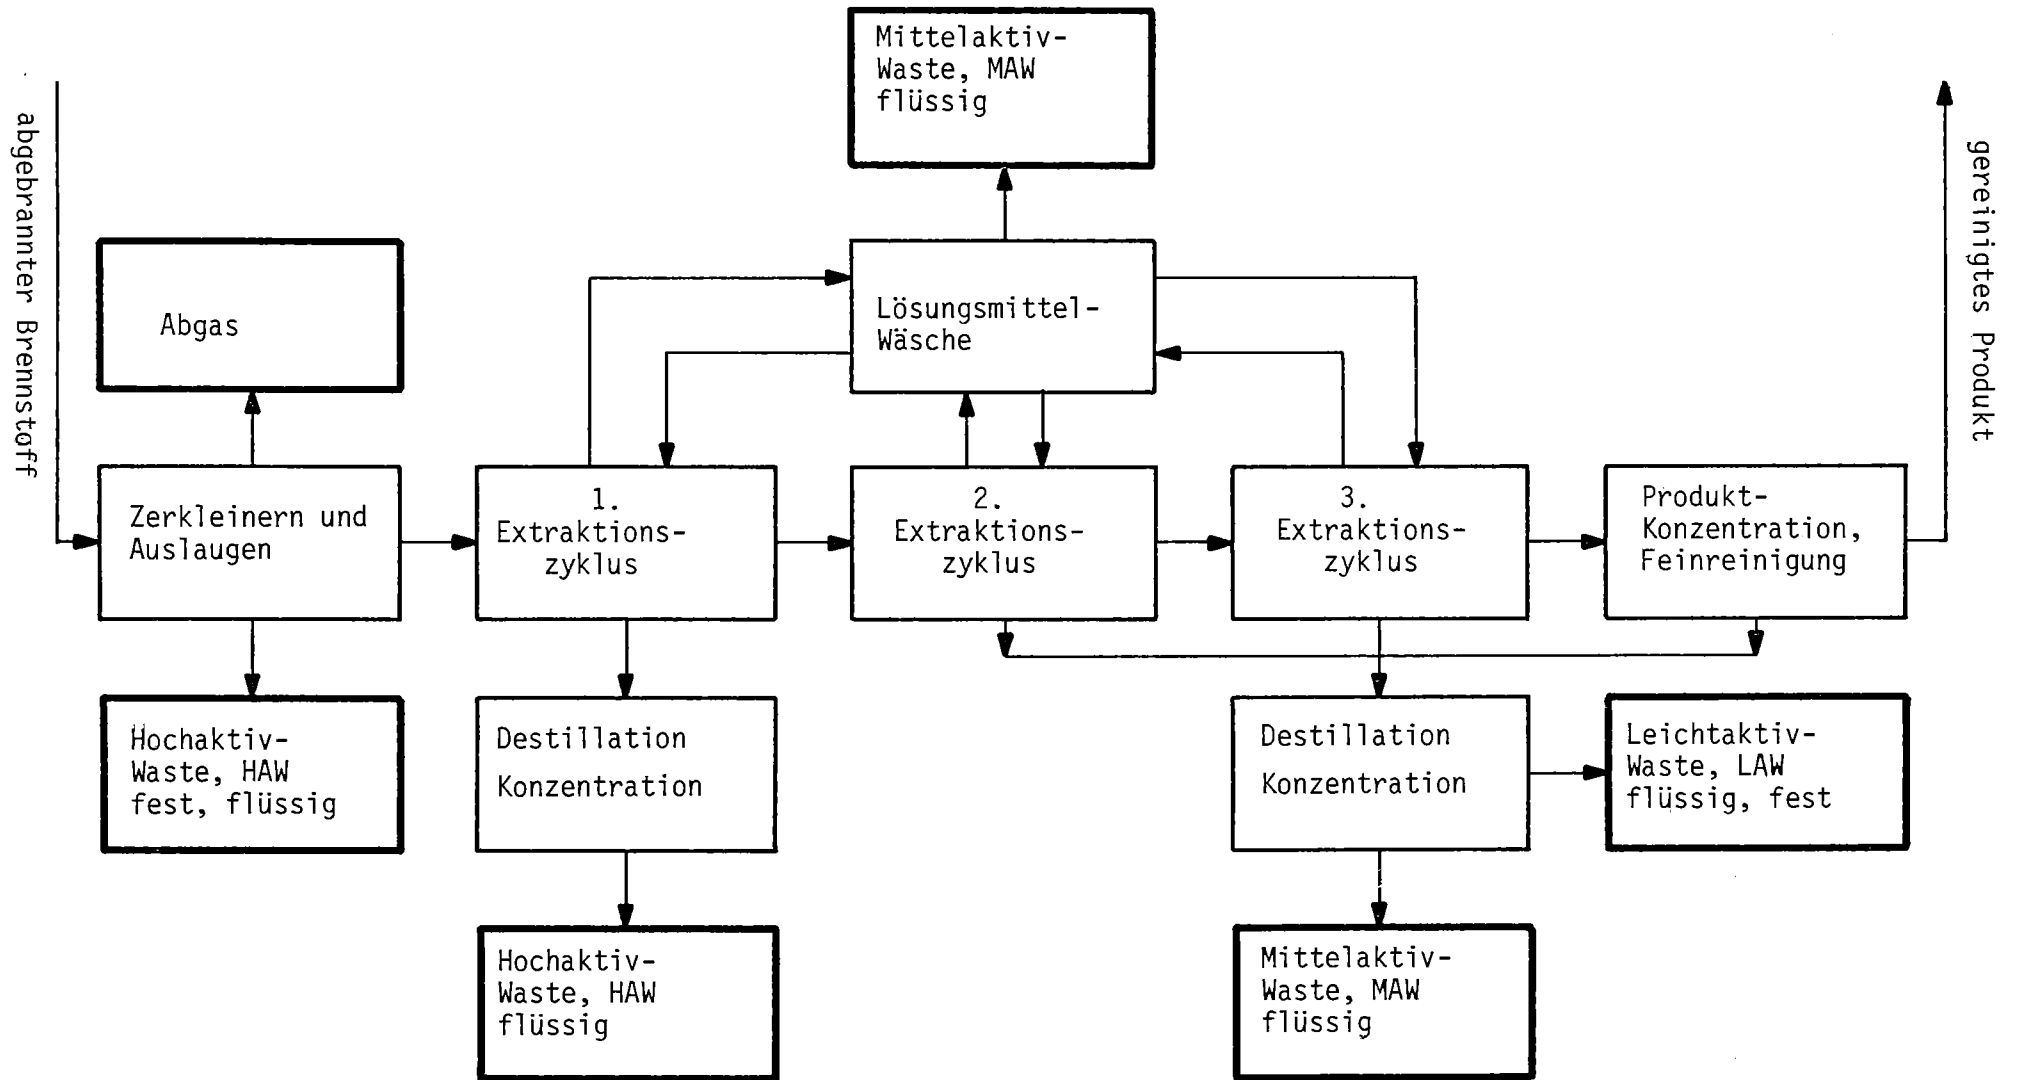 Mittelaktiv-
Waste, MAW
flüssig
abgebrannter Brennstoff
gereinigtes Produkt
Abgas
Lösungsmittel-
Wäsche
Zerkleinern und
Auslaugen
1.
Extraktions-
zyklus
2.
Extraktions-
zyklus
3.
Extraktions-
zyklus
Produkt-
Konzentration,
Feinreinigung
Hochaktiv-
Waste, HAW
fest, flüssig
Destillation
Konzentration
Destillation
Konzentration
Leichtaktiv-
Waste, LAW
flüssig, fest
Hochaktiv-
Waste, HAW
flüssig
Mittelaktiv-
Waste, MAW
flüssig